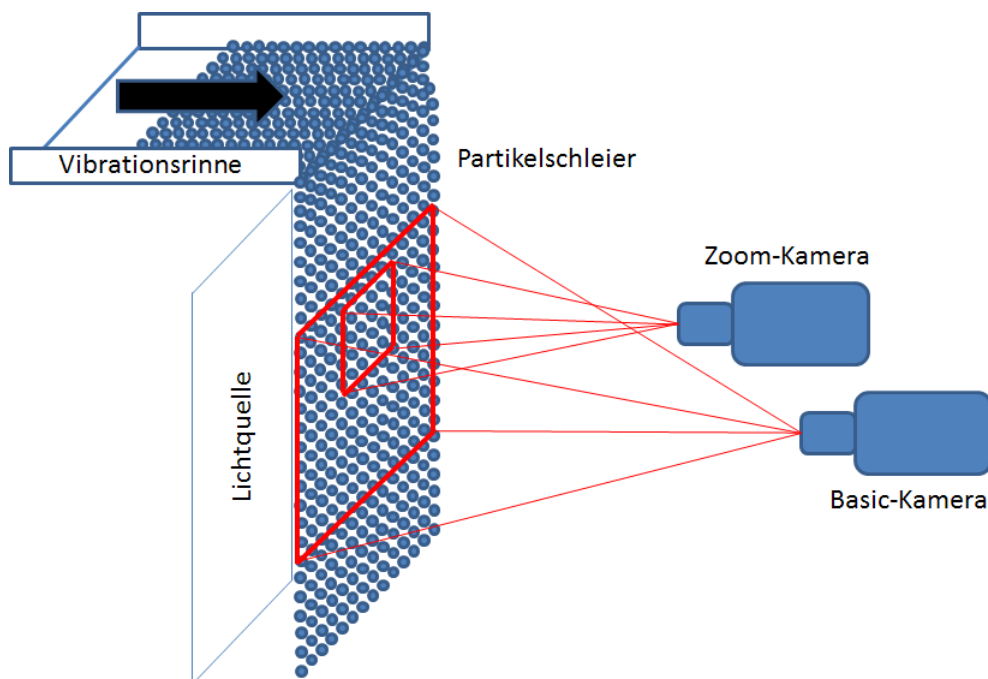 Vibrationsrinne
Partikelschleier
Zoom-Kamera
Lichtquelle
Basic-Kamera